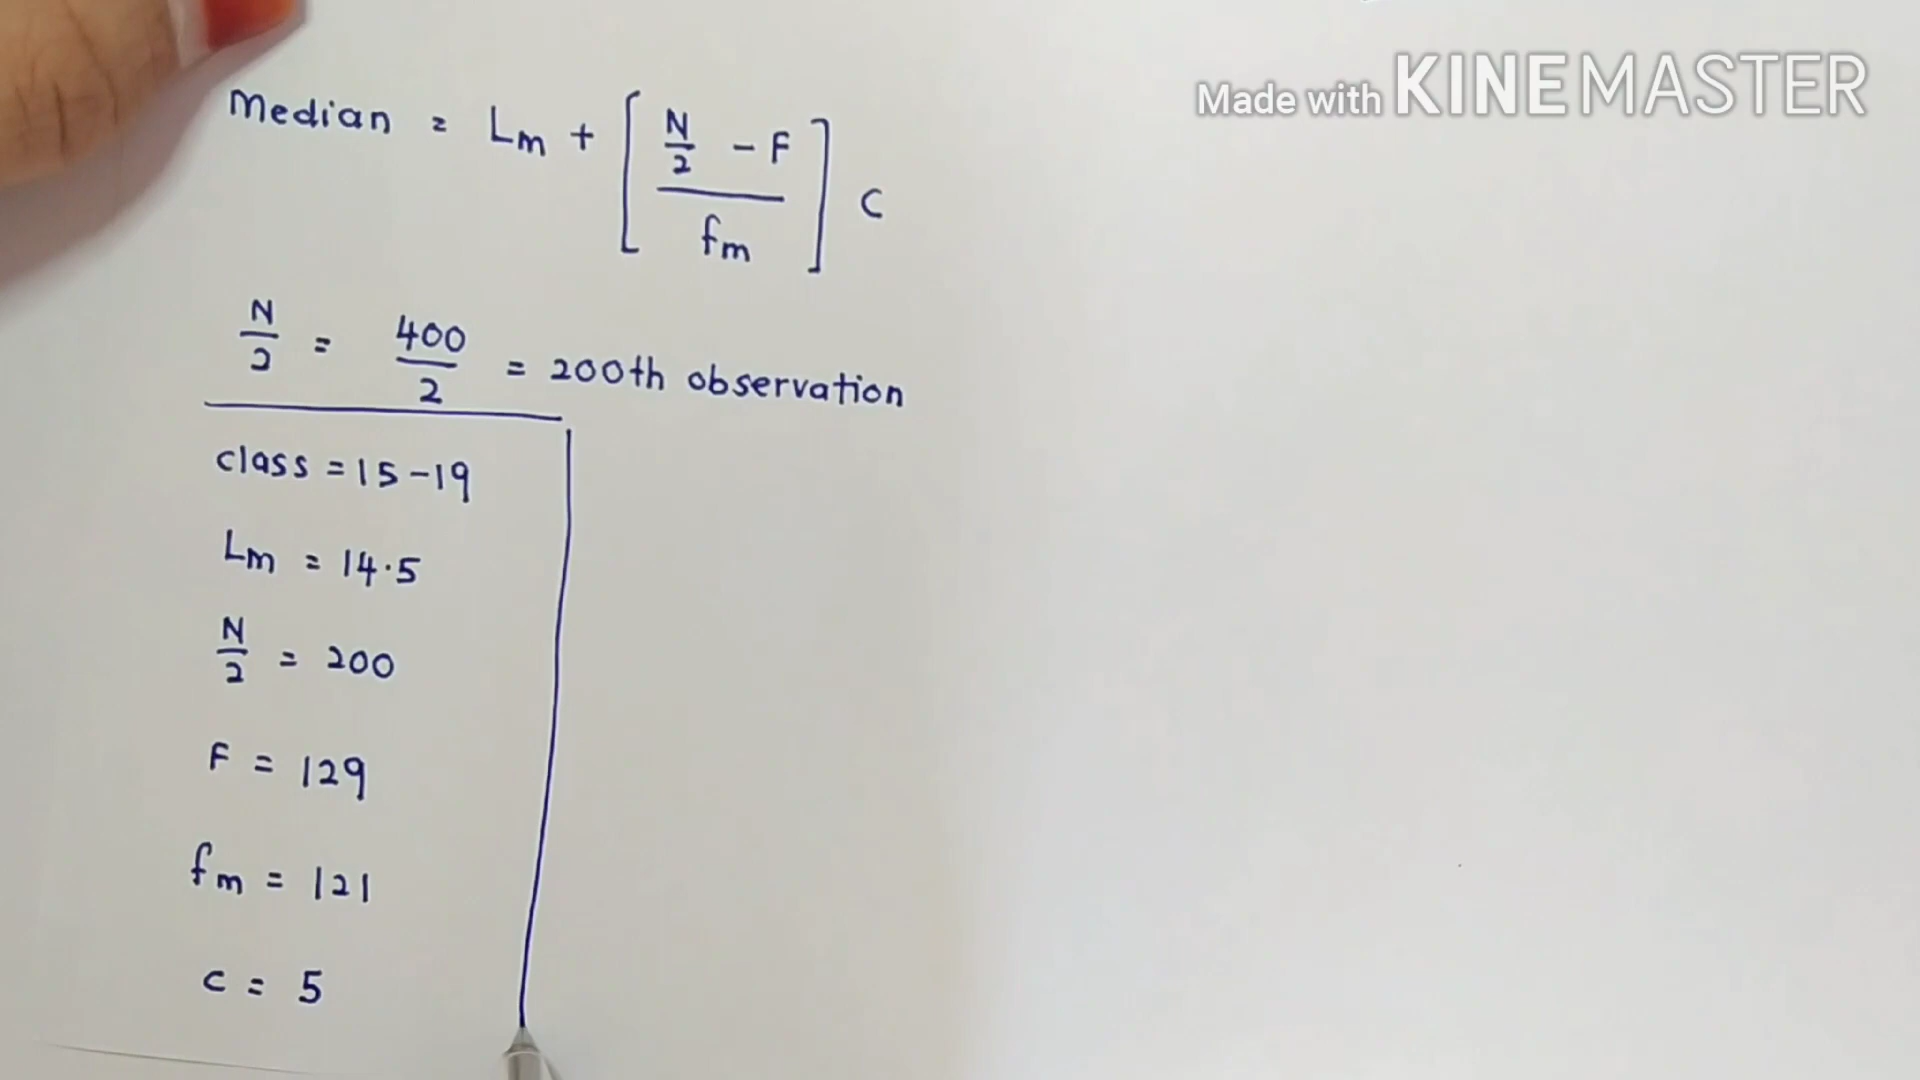 Made with KINEMASTER
Median = Lm + [ (N/2 - F) / fm ] C
N/2 = 400/2 = 200th observation
class = 15-19
Lm = 14.5
N/2 = 200
F = 129
fm = 121
C = 5